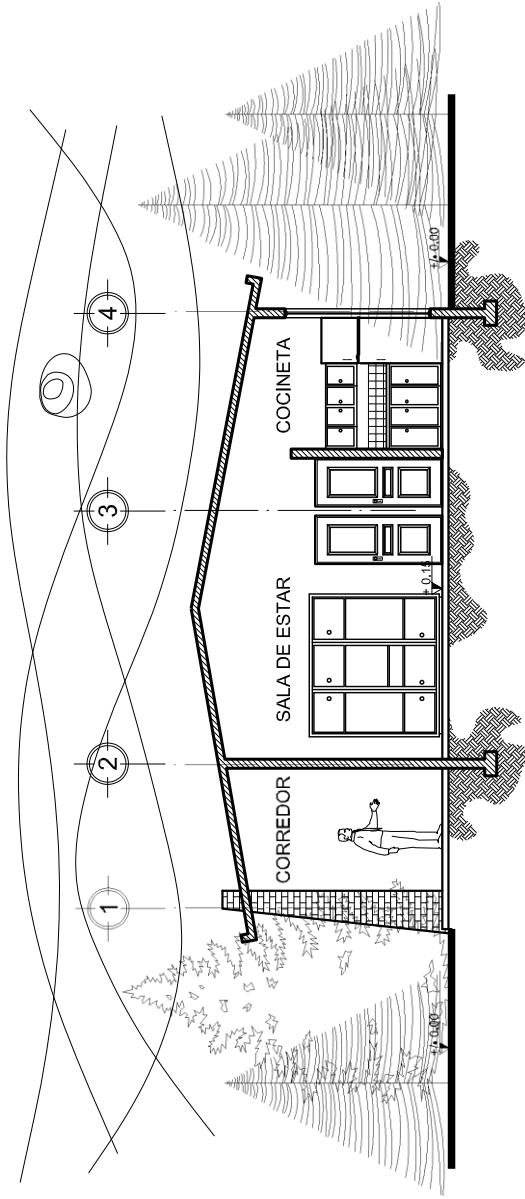 1
2
3
4
CORREDOR
SALA DE ESTAR
COCINETA
+/- 0.00
+ 0.15
+/- 0.00